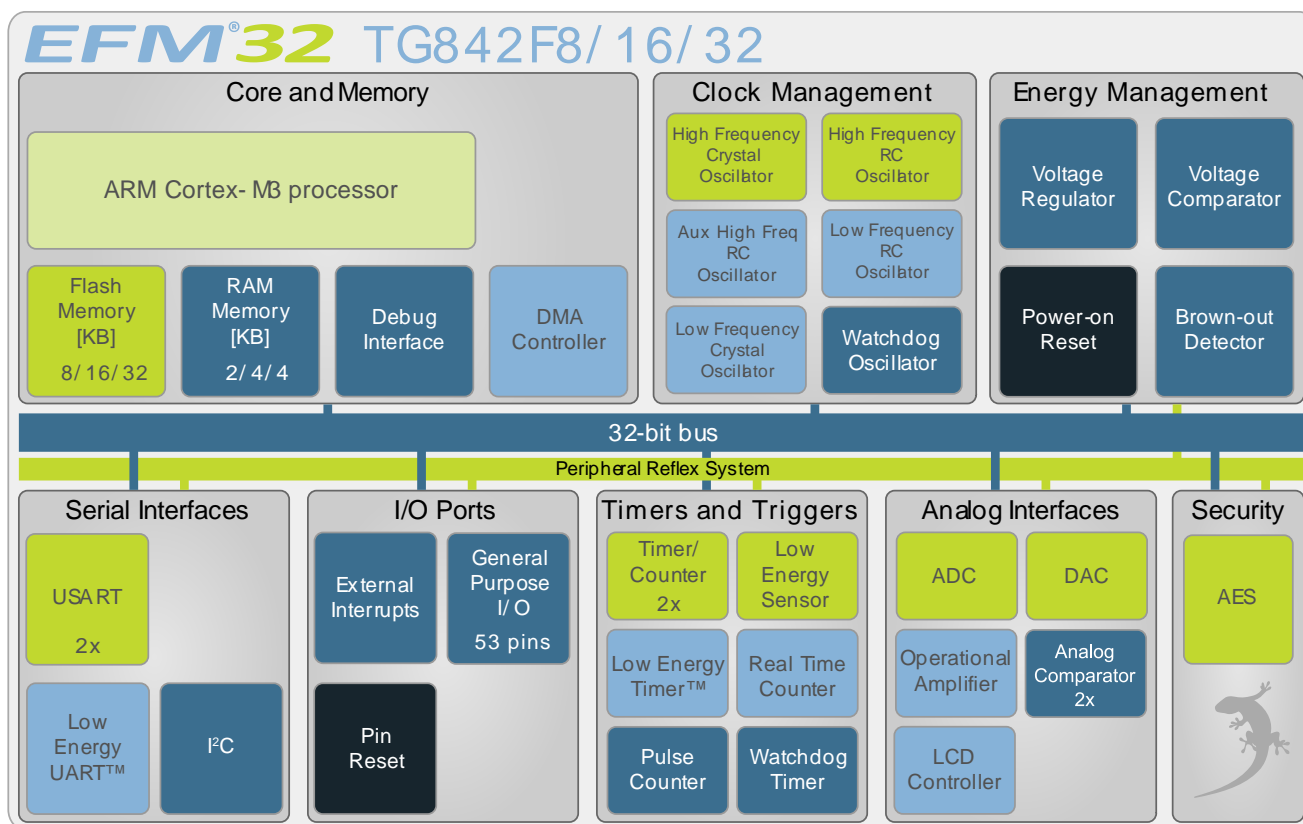 EFM®32 TG842F8/16/32
Core and Memory
ARM Cortex-M3 processor
Flash
Memory
[KB]
8/16/32
RAM
Memory
[KB]
2/4/4
Debug
Interface
DMA
Controller
Clock Management
High Frequency
Crystal
Oscillator
High Frequency
RC
Oscillator
Aux High Freq
RC
Oscillator
Low Frequency
RC
Oscillator
Low Frequency
Crystal
Oscillator
Watchdog
Oscillator
Energy Management
Voltage
Regulator
Voltage
Comparator
Power-on
Reset
Brown-out
Detector
32-bit bus
Peripheral Reflex System
Serial Interfaces
USART
2x
Low
Energy
UART™
I²C
I/O Ports
External
Interrupts
General
Purpose
I/O
53 pins
Pin
Reset
Timers and Triggers
Timer/
Counter
2x
Low
Energy
Sensor
Low Energy
Timer™
Real Time
Counter
Pulse
Counter
Watchdog
Timer
Analog Interfaces
ADC
DAC
Operational
Amplifier
Analog
Comparator
2x
LCD
Controller
Security
AES